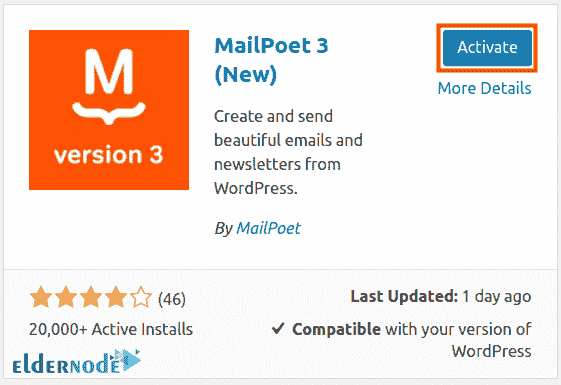 M
version 3
MailPoet 3
(New)
Create and send
beautiful emails and
newsletters from
WordPress.
By MailPoet
Activate
More Details
(46)
20,000+ Active Installs
Last Updated: 1 day ago
✔ Compatible with your version of
WordPress
eldernode